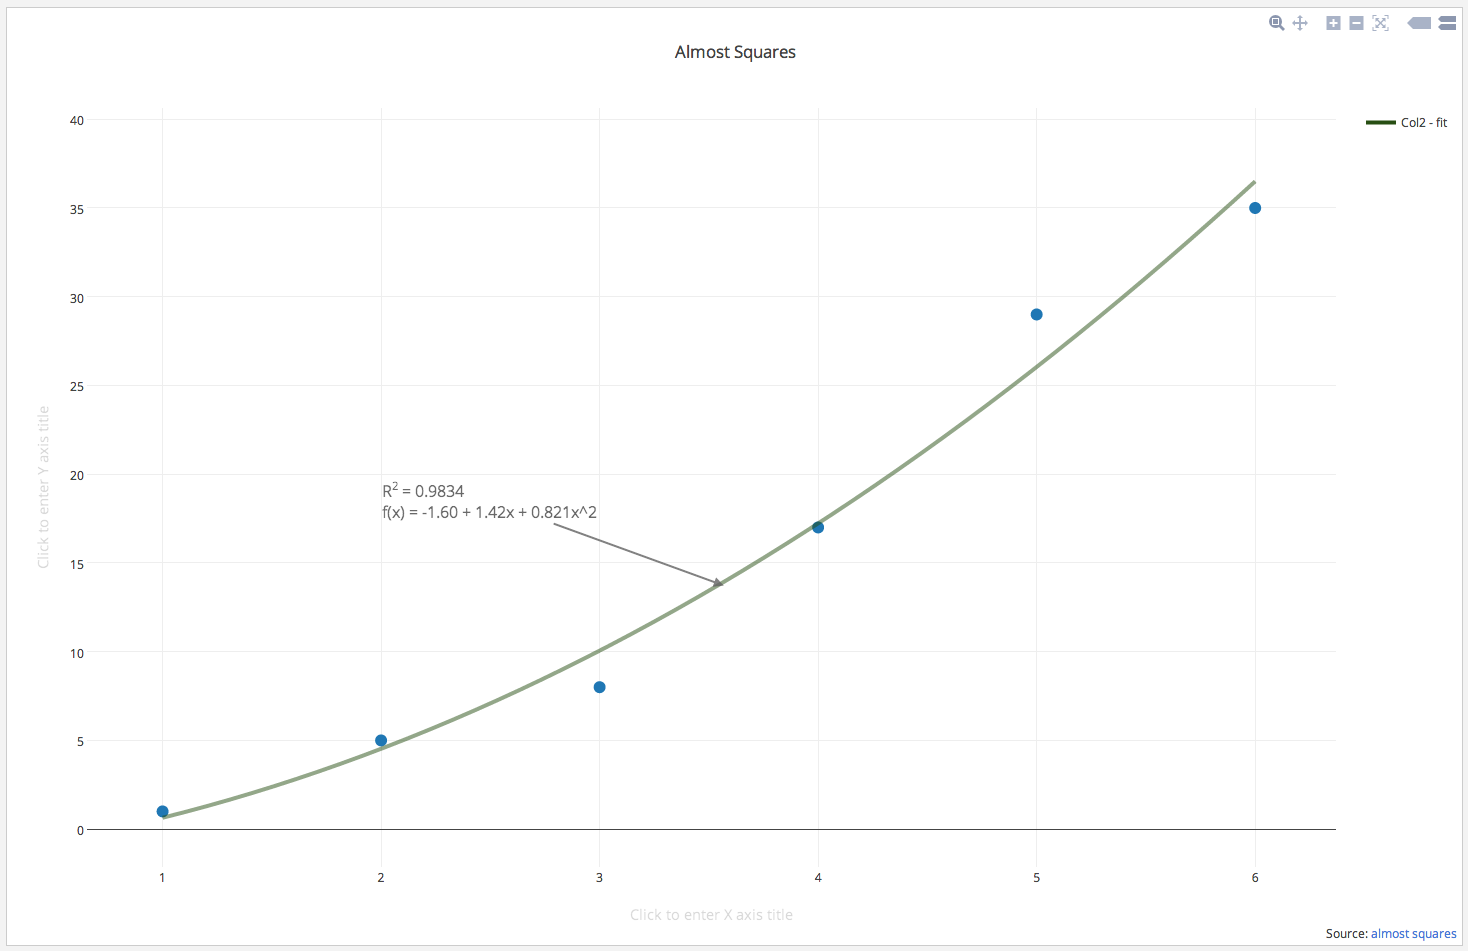 Almost Squares
Col2 - fit
40
35
30
25
20
15
10
5
0
Click to enter Y axis title
R² = 0.9834
f(x) = -1.60 + 1.42x + 0.821x^2
1 2 3 4 5 6
Click to enter X axis title
Source: almost squares